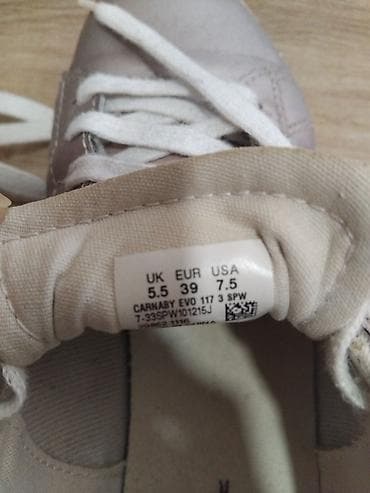 UK EUR USA
5.5 39 7.5
CARNABY EVO 117 3 SPW
7-33SPW101215J